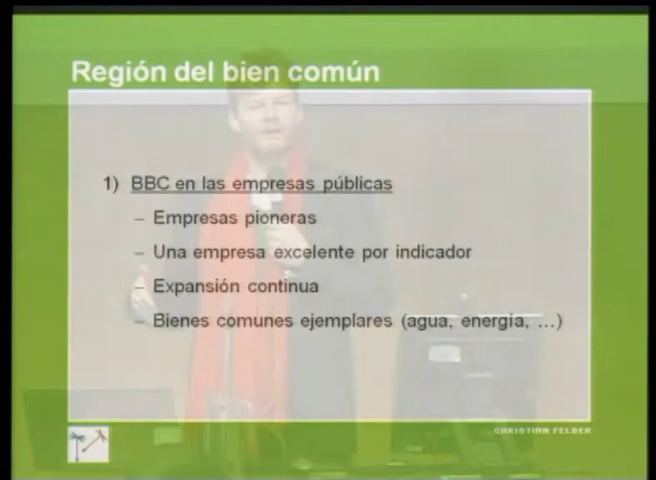 Región del bien común
1) BBC en las empresas públicas
– Empresas pioneras
– Una empresa excelente por indicador
– Expansión continua
– Bienes comunes ejemplares (agua, energia, ...)
CHRISTIAN FELBER